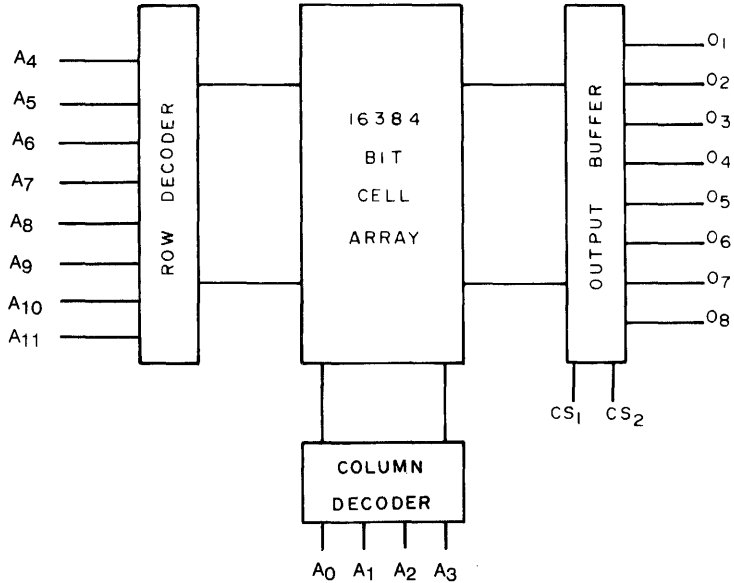 A4
A5
A6
A7
A8
A9
A10
A11
ROW DECODER
16384
BIT
CELL
ARRAY
OUTPUT BUFFER
O1
O2
O3
O4
O5
O6
O7
O8
CS1
CS2
COLUMN
DECODER
A0
A1
A2
A3